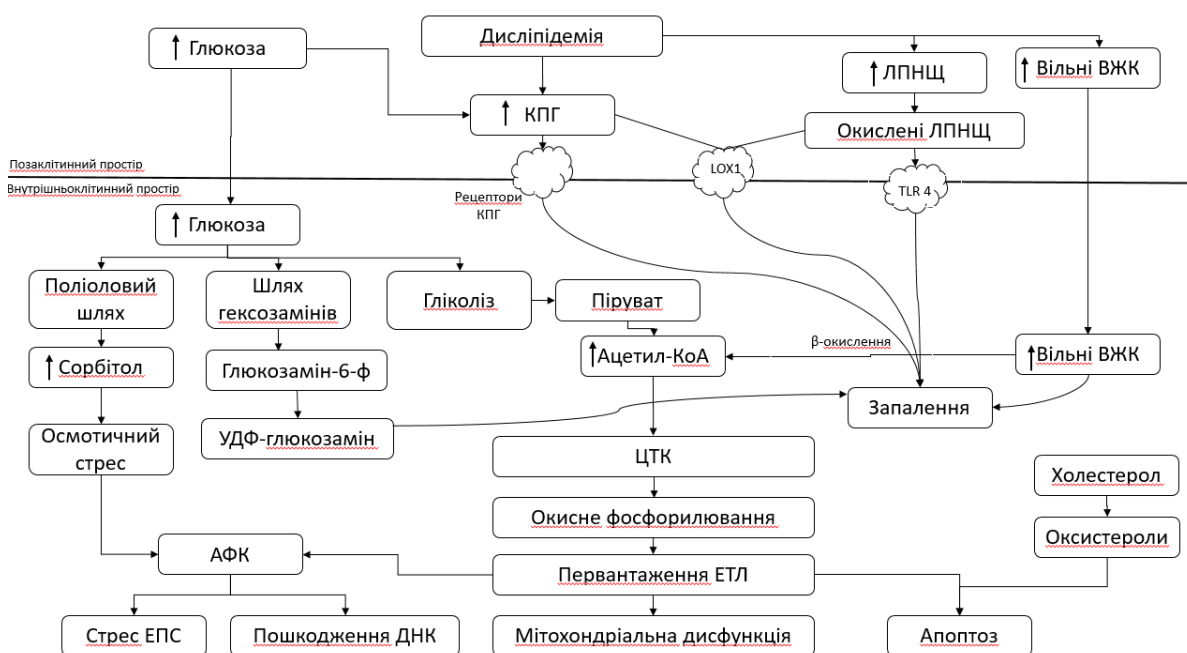 Глюкоза
Дисліпідемія
ЛПНЩ
Вільні ВЖК
КПГ
Окислені ЛПНЩ
Позаклітинний простір
LOX1
Внутрішньоклітинний простір
Рецептори
КПГ
TLR 4
Глюкоза
Поліоловий
шлях
Шлях
гексозамінів
Гліколіз
Піруват
Сорбітол
Глюкозамін-6-ф
Ацетил-КоА
β-окислення
Вільні ВЖК
Запалення
Осмотичний
стрес
УДФ-глюкозамін
ЦТК
Холестерол
Окисне фосфорилювання
Оксистероли
АФК
Первантаження ЕТЛ
Стрес ЕПС
Пошкодження ДНК
Мітохондріальна дисфункція
Апоптоз